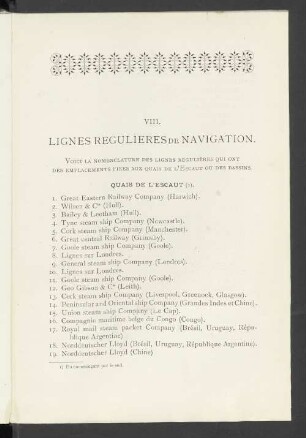 VIII.
LIGNES REGULIERES DE NAVIGATION.
VOICI LA NOMENCLATURE DES LIGNES RÉGULIÈRES QUI ONT
DES EMPLACEMENTS FIXES AUX QUAIS DE L'ESCAUT OU DES BASSINS.
QUAIS DE L'ESCAUT (1).
1. Great Eastern Railway Company (Harwich).
2. Wilson & Cº (Hull).
3. Bailey & Leetham (Hull).
4. Tyne steam ship Company (Newcastle).
5. Cork steam ship Company (Manchester).
6. Great central Railway (Grimsby).
7. Goole steam ship Company (Goole).
8. Lignes sur Londres.
9. General steam ship Company (Londres).
10. Lignes sur Londres.
11. Goole steam ship Company (Goole).
12. Geo Gibson & Cº (Leith).
13. Cork steam ship Company (Liverpool, Greenock, Glasgow).
14. Peninsular and Oriental ship Company (Grandes Indes et Chine).
15. Union steam ship Company (Le Cap).
16. Compagnie maritime belge du Congo (Congo).
17. Royal mail steam packet Company (Brésil, Uruguay, Répu-
blique Argentine)
18. Norddeutscher Lloyd (Brésil, Uruguay, République Argentine).
19. Norddeutscher Lloyd (Chine)